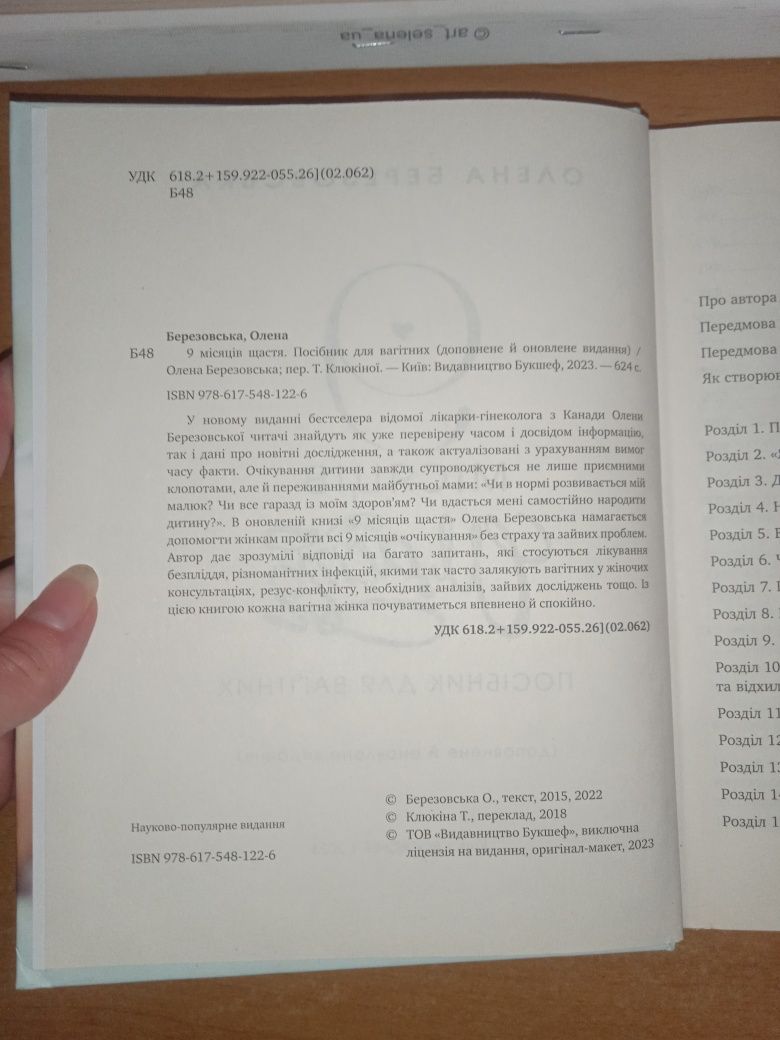 © art_selena_ua
УДК 618.2+159.922-055.26](02.062)
Б48
Березовська, Олена
Б48 9 місяців щастя. Посібник для вагітних (доповнене й оновлене видання) /
Олена Березовська; пер. Т. Клюкіної. — Київ: Видавництво Букшеф, 2023. — 624 с.
ISBN 978-617-548-122-6
У новому виданні бестселера відомої лікарки-гінеколога з Канади Олени
Березовської читачі знайдуть як уже перевірену часом і досвідом інформацію,
так і дані про новітні дослідження, а також актуалізовані з урахуванням вимог
часу факти. Очікування дитини завжди супроводжується не лише приємними
клопотами, але й переживаннями майбутньої мами: «Чи в нормі розвивається мій
малюк? Чи все гаразд із моїм здоров'ям? Чи вдасться мені самостійно народити
дитину?». В оновленій книзі «9 місяців щастя» Олена Березовська намагається
допомогти жінкам пройти всі 9 місяців «очікування» без страху та зайвих проблем.
Автор дає зрозумілі відповіді на багато запитань, які стосуються лікування
безпліддя, різноманітних інфекцій, якими так часто залякують вагітних у жіночих
консультаціях, резус-конфлікту, необхідних аналізів, зайвих досліджень тощо. Із
цією книгою кожна вагітна жінка почуватиметься впевнено й спокійно.
УДК 618.2+159.922-055.26](02.062)
© Березовська О., текст, 2015, 2022
© Клюкіна Т., переклад, 2018
© ТОВ «Видавництво Букшеф», виключна
ліцензія на видання, оригінал-макет, 2023
Науково-популярне видання
ISBN 978-617-548-122-6
Про автора
Передмова
Передмова
Як створюв
Розділ 1. П
Розділ 2.
Розділ 3. Д
Розділ 4. Н
Розділ 5.
Розділ 6. Ч
Розділ 7.
Розділ 8.
Розділ 9.
Розділ 10
та відхил
Розділ 11
Розділ 12
Розділ 13
Розділ 14
Розділ 1